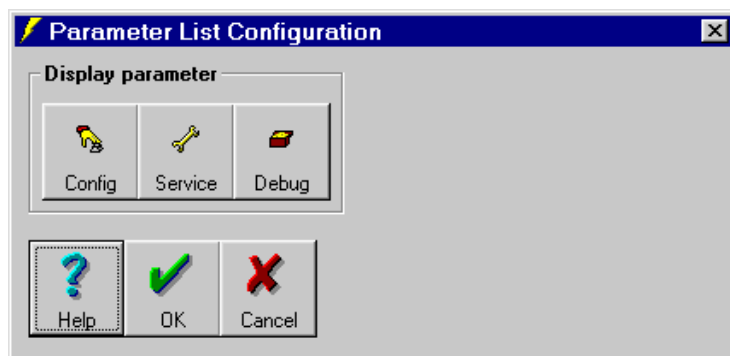 Parameter List Configuration
Display parameter
Config Service Debug
Help OK Cancel